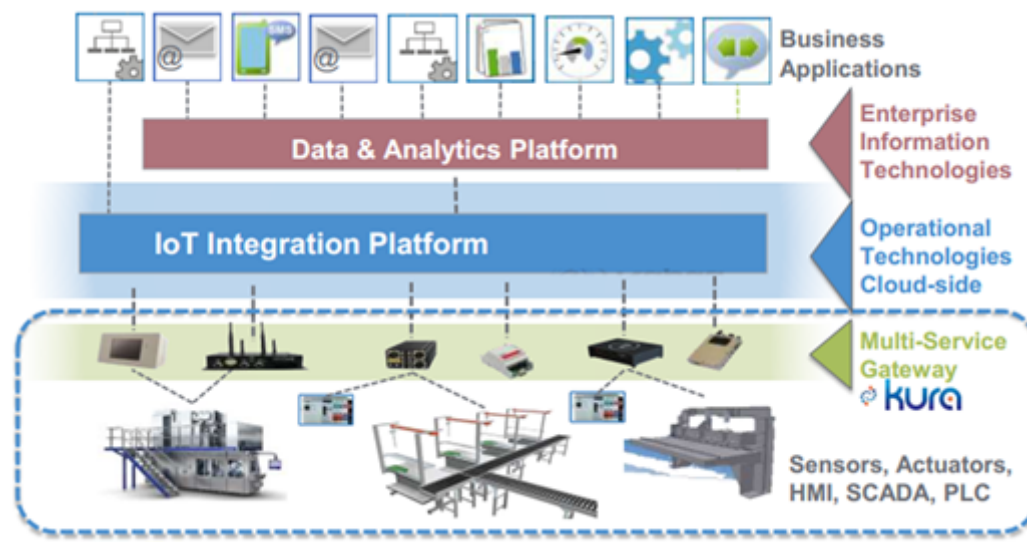 @
SMS
@
Business
Applications
Data & Analytics Platform
Enterprise
Information
Technologies
IoT Integration Platform
Operational
Technologies
Cloud-side
Multi-Service
Gateway
kura
Sensors, Actuators,
HMI, SCADA, PLC